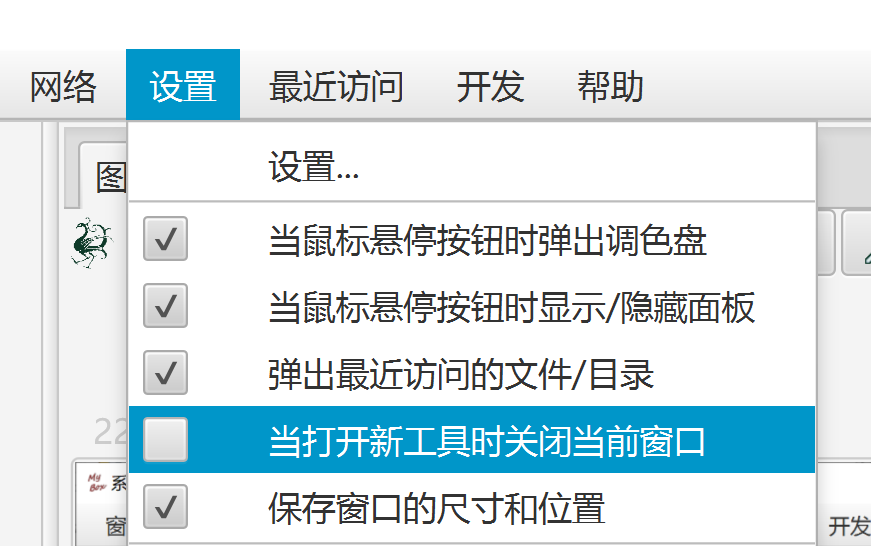 网络 设置 最近访问 开发 帮助
设置...
图
当鼠标悬停按钮时弹出调色盘
当鼠标悬停按钮时显示/隐藏面板
弹出最近访问的文件/目录
22
当打开新工具时关闭当前窗口
My Box 系
保存窗口的尺寸和位置
窗 开发